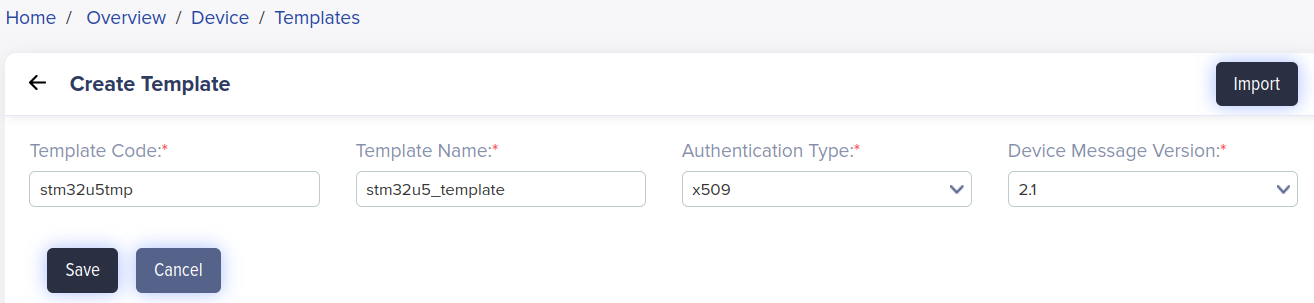 Home / Overview / Device / Templates
Create Template Import
Template Code:* Template Name:* Authentication Type:* Device Message Version:*
stm32u5tmp stm32u5_template x509 2.1
Save Cancel